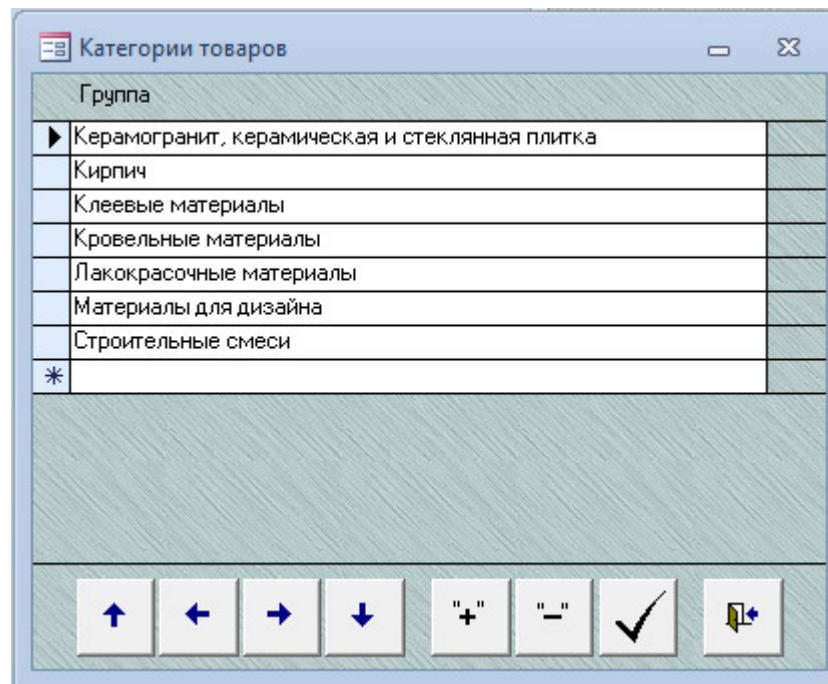 Категории товаров
Группа
Керамогранит, керамическая и стеклянная плитка
Кирпич
Клеевые материалы
Кровельные материалы
Лакокрасочные материалы
Материалы для дизайна
Строительные смеси
"+" "–"